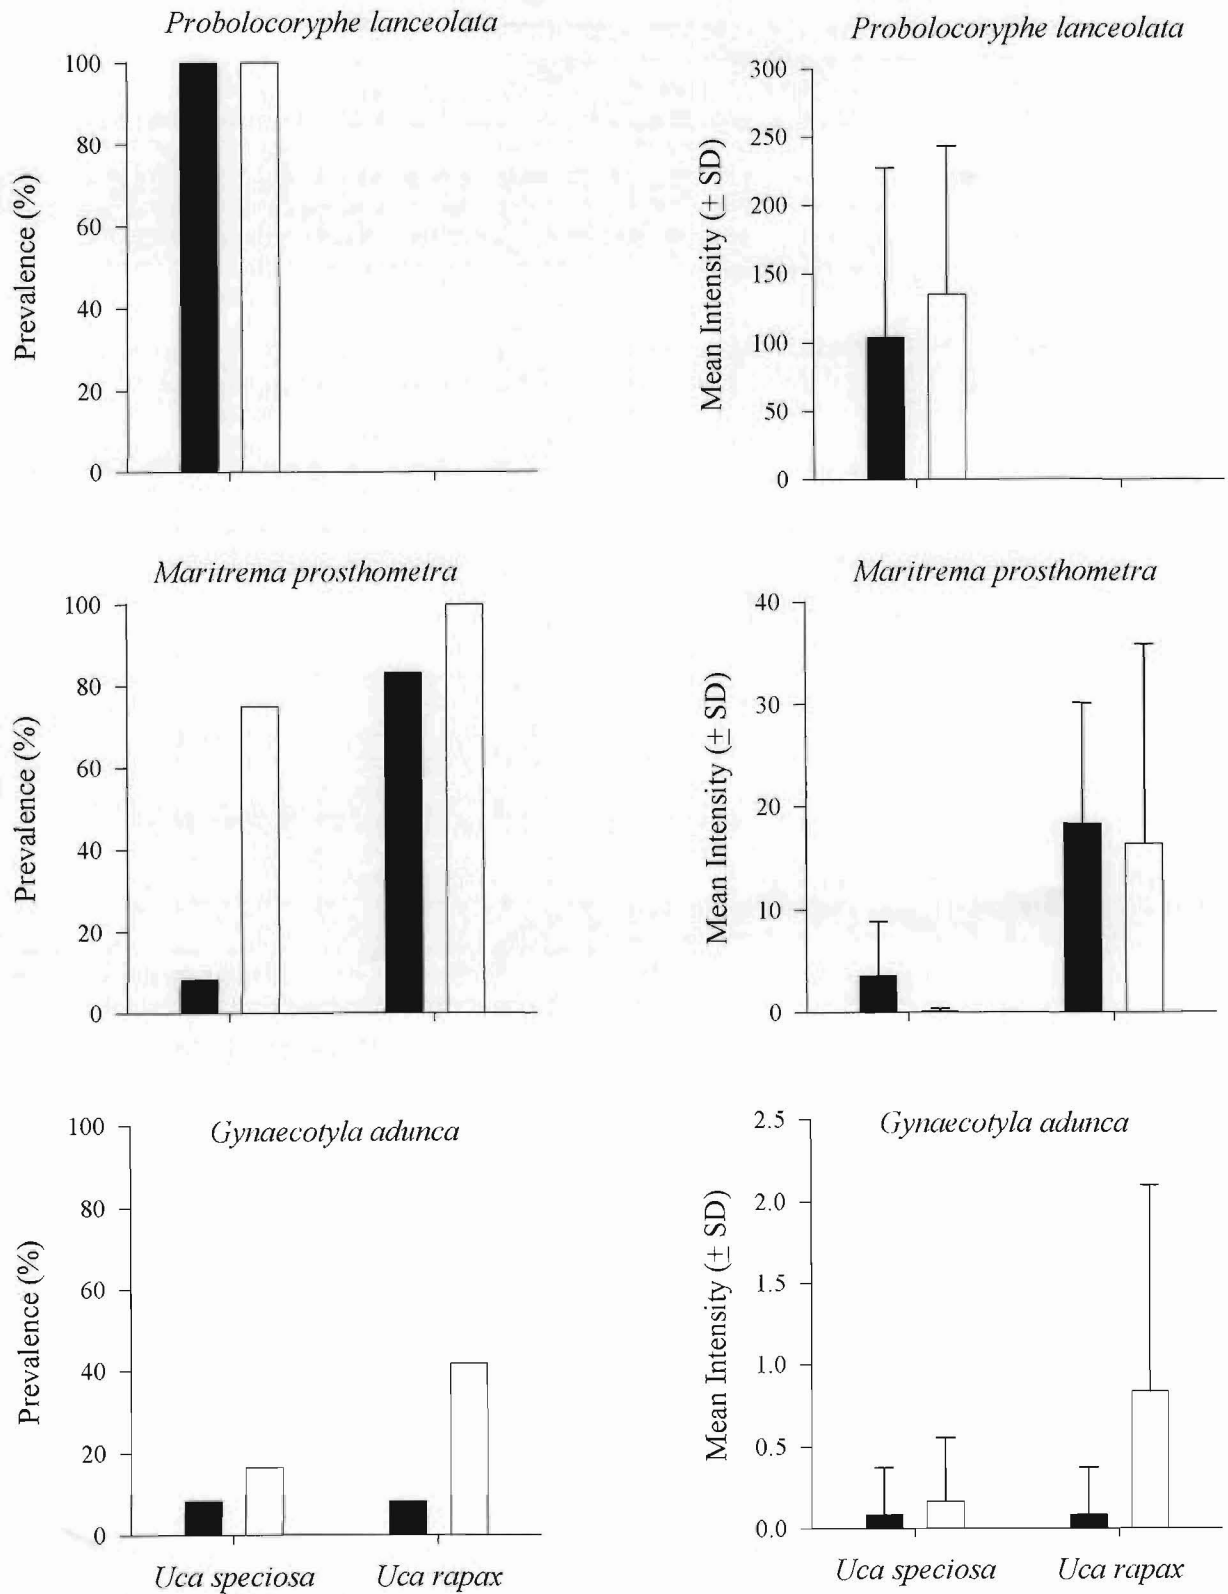 Probolocoryphe lanceolata
Prevalence (%)
100
80
60
40
20
0
Probolocoryphe lanceolata
Mean Intensity (± SD)
300
250
200
150
100
50
0
Maritrema prosthometra
Prevalence (%)
100
80
60
40
20
0
Maritrema prosthometra
Mean Intensity (± SD)
40
30
20
10
0
Gynaecotyla adunca
Prevalence (%)
100
80
60
40
20
0
Uca speciosa Uca rapax
Gynaecotyla adunca
Mean Intensity (± SD)
2.5
2.0
1.5
1.0
0.5
0.0
Uca speciosa Uca rapax